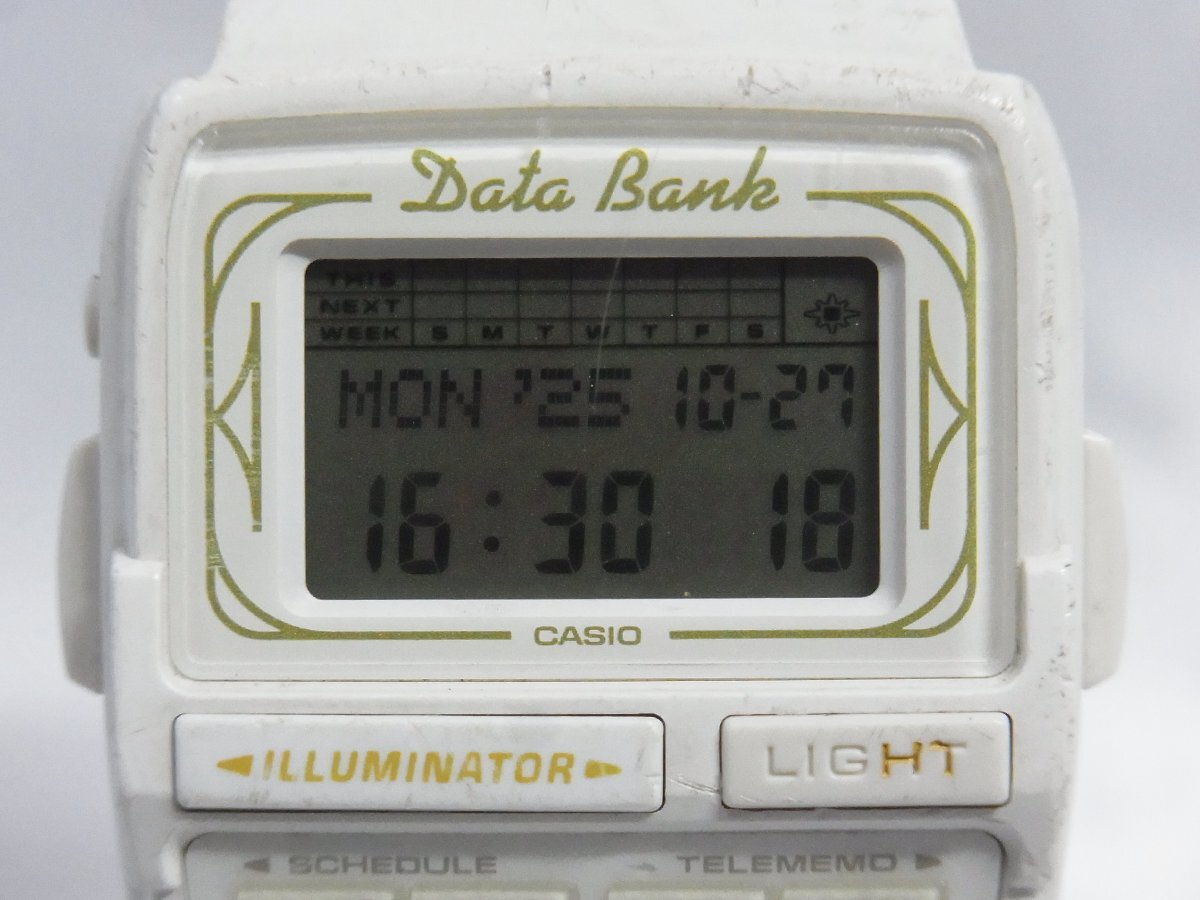 Data Bank
THIS
NEXT
WEEK S M T W T F S
MON '25 10-27
16:30 18
CASIO
ILLUMINATOR
LIGHT
SCHEDULE
TELEMEMO